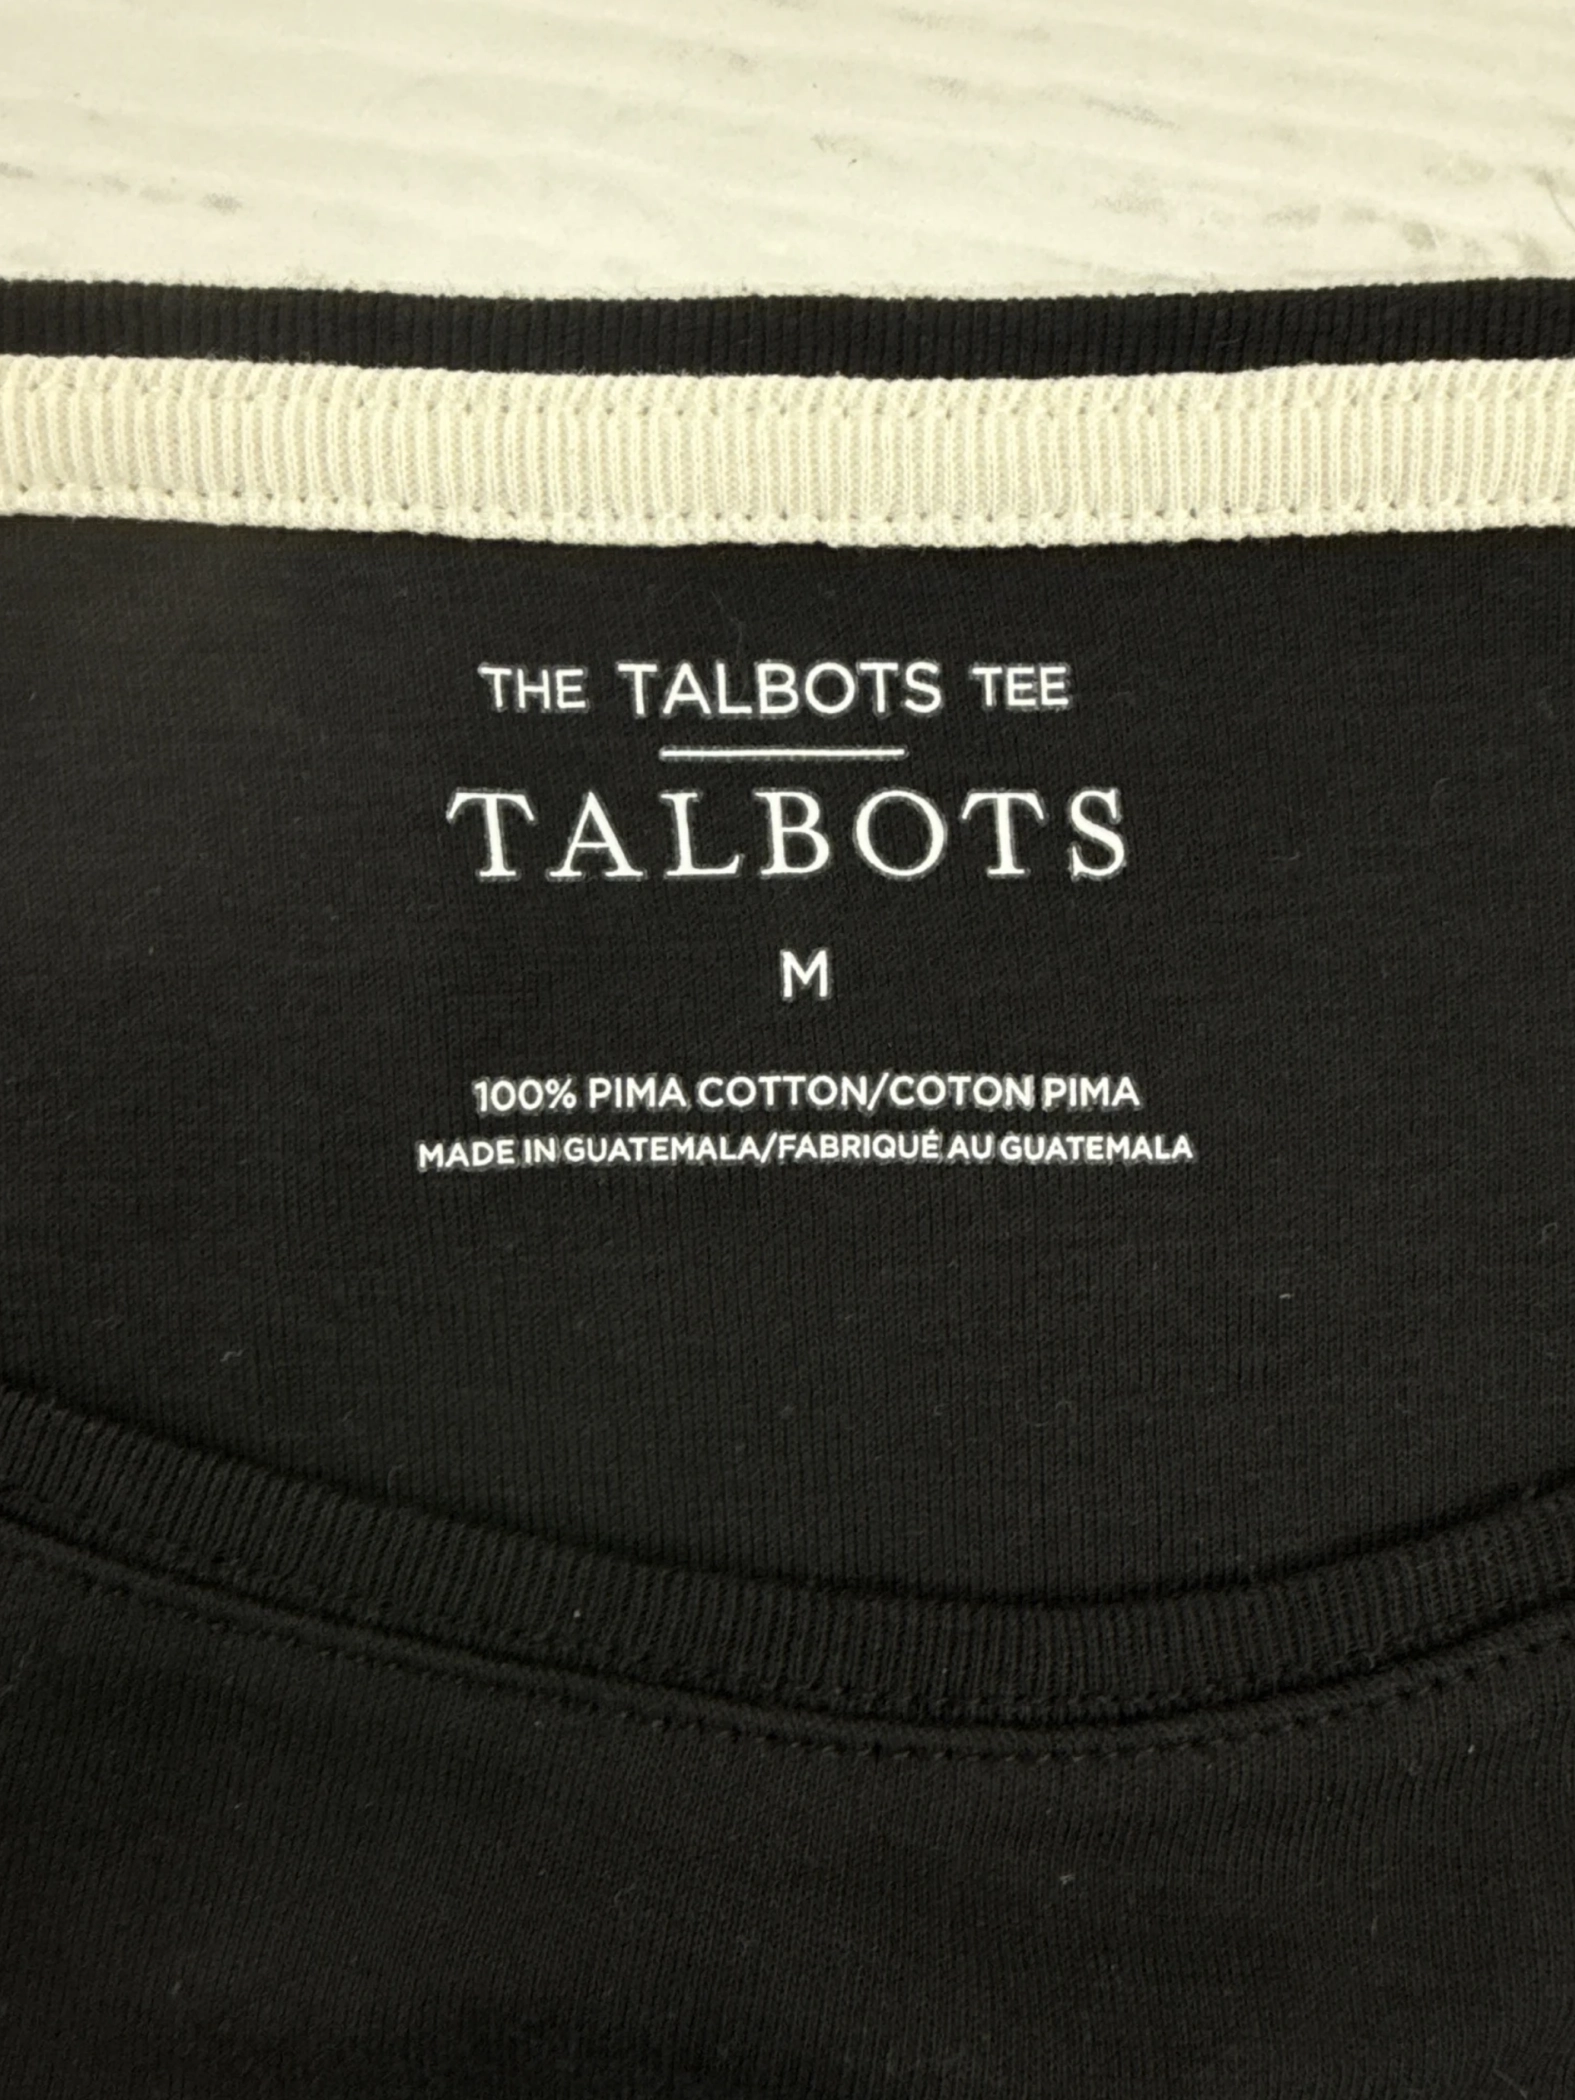 THE TALBOTS TEE
TALBOTS
M
100% PIMA COTTON/COTON PIMA
MADE IN GUATEMALA/FABRIQUÉ AU GUATEMALA